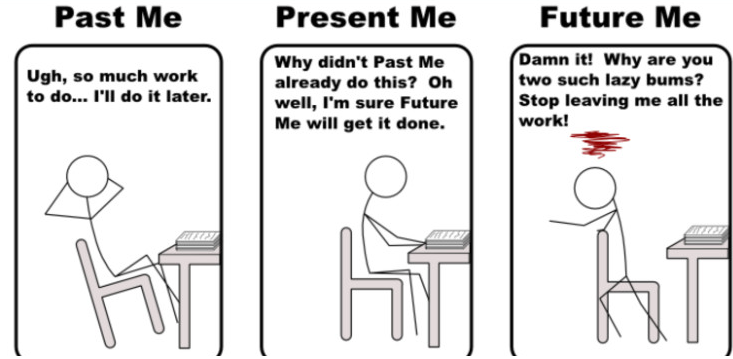 Past Me
Ugh, so much work
to do... I'll do it later.
Present Me
Why didn't Past Me
already do this?  Oh
well, I'm sure Future
Me will get it done.
Future Me
Damn it!  Why are you
two such lazy bums?
Stop leaving me all the
work!